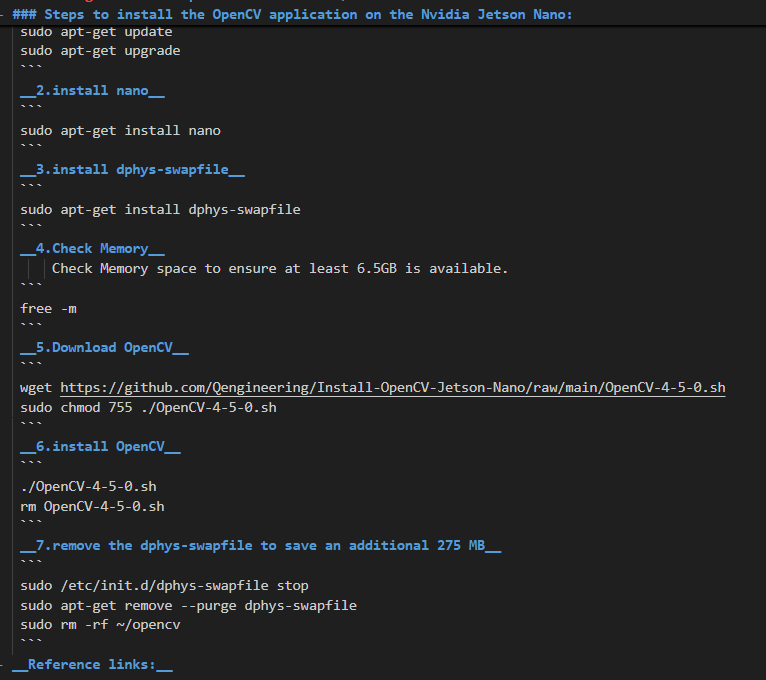 ### Steps to install the OpenCV application on the Nvidia Jetson Nano:
sudo apt-get update
sudo apt-get upgrade
```
__2.install nano__
```
sudo apt-get install nano
```
__3.install dphys-swapfile__
```
sudo apt-get install dphys-swapfile
```
__4.Check Memory__
Check Memory space to ensure at least 6.5GB is available.
```
free -m
```
__5.Download OpenCV__
```
wget https://github.com/Qengineering/Install-OpenCV-Jetson-Nano/raw/main/OpenCV-4-5-0.sh
sudo chmod 755 ./OpenCV-4-5-0.sh
```
__6.install OpenCV__
```
./OpenCV-4-5-0.sh
rm OpenCV-4-5-0.sh
```
__7.remove the dphys-swapfile to save an additional 275 MB__
```
sudo /etc/init.d/dphys-swapfile stop
sudo apt-get remove --purge dphys-swapfile
sudo rm -rf ~/opencv
```
__Reference links:__